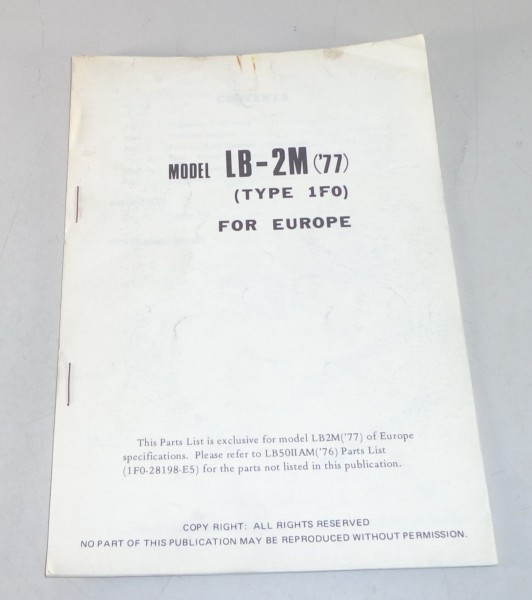 MODEL LB-2M ('77)
(TYPE 1F0)
FOR EUROPE
This Parts List is exclusive for model LB2M('77) of Europe
specifications. Please refer to LB50IIAM('76) Parts List
(1F0-28198-E5) for the parts not listed in this publication.
COPY RIGHT: ALL RIGHTS RESERVED
NO PART OF THIS PUBLICATION MAY BE REPRODUCED WITHOUT PERMISSION.